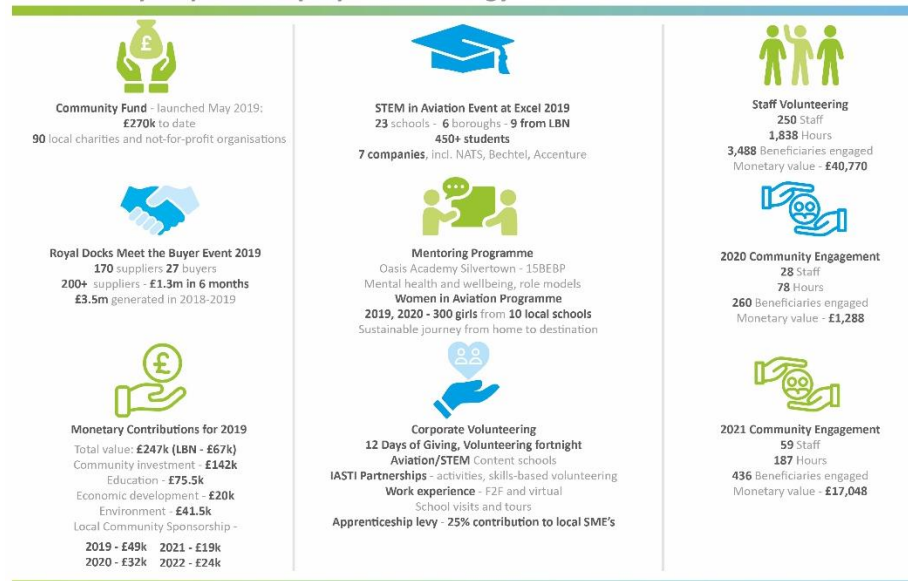 £
Community Fund - launched May 2019:
£270k to date
90 local charities and not-for-profit organisations
Royal Docks Meet the Buyer Event 2019
170 suppliers 27 buyers
200+ suppliers - £1.3m in 6 months
£3.5m generated in 2018-2019
£
Monetary Contributions for 2019
Total value: £247k (LBN - £67k)
Community investment - £142k
Education - £75.5k
Economic development - £20k
Environment - £41.5k
Local Community Sponsorship -
2019 - £49k 2021 - £19k
2020 - £32k 2022 - £24k
STEM in Aviation Event at Excel 2019
23 schools - 6 boroughs - 9 from LBN
450+ students
7 companies, incl. NATS, Bechtel, Accenture
Mentoring Programme
Oasis Academy Silvertown - 15BEBP
Mental health and wellbeing, role models
Women in Aviation Programme
2019, 2020 - 300 girls from 10 local schools
Sustainable journey from home to destination
Corporate Volunteering
12 Days of Giving, Volunteering fortnight
Aviation/STEM Content schools
IASTI Partnerships - activities, skills-based volunteering
Work experience - F2F and virtual
School visits and tours
Apprenticeship levy - 25% contribution to local SME's
Staff Volunteering
250 Staff
1,838 Hours
3,488 Beneficiaries engaged
Monetary value - £40,770
2020 Community Engagement
28 Staff
78 Hours
260 Beneficiaries engaged
Monetary value - £1,288
2021 Community Engagement
59 Staff
187 Hours
436 Beneficiaries engaged
Monetary value - £17,048